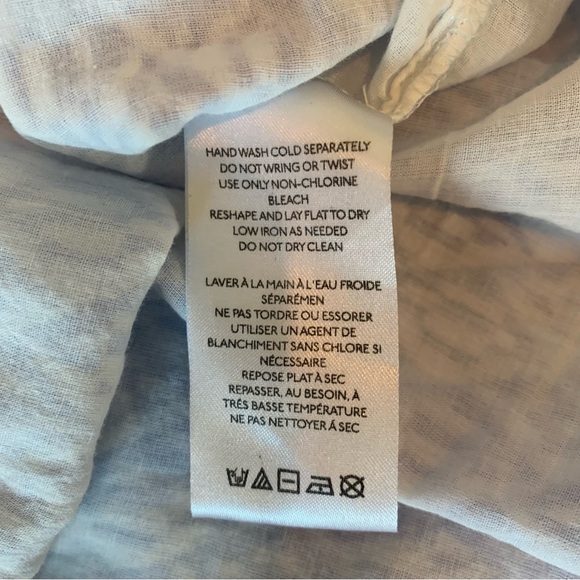 HAND WASH COLD SEPARATELY
DO NOT WRING OR TWIST
USE ONLY NON-CHLORINE
BLEACH
RESHAPE AND LAY FLAT TO DRY
LOW IRON AS NEEDED
DO NOT DRY CLEAN
LAVER À LA MAIN À L'EAU FROIDE
SÉPARÉMEN
NE PAS TORDRE OU ESSORER
UTILISER UN AGENT DE
BLANCHIMENT SANS CHLORE SI
NÉCESSAIRE
REPOSE PLAT À SEC
REPASSER, AU BESOIN, À
TRÉS BASSE TEMPÉRATURE
NE PAS NETTOYER Á SEC